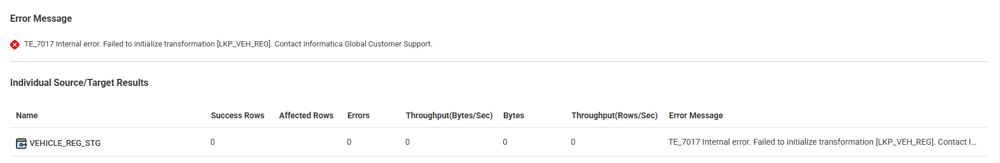 Error Message
TE_7017 Internal error. Failed to initialize transformation [LKP_VEH_REG]. Contact Informatica Global Customer Support.
Individual Source/Target Results
Name Success Rows Affected Rows Errors Throughput(Bytes/Sec) Bytes Throughput(Rows/Sec) Error Message
VEHICLE_REG_STG 0 0 0 0 0 TE_7017 Internal error. Failed to initialize transformation [LKP_VEH_REG]. Contact I...